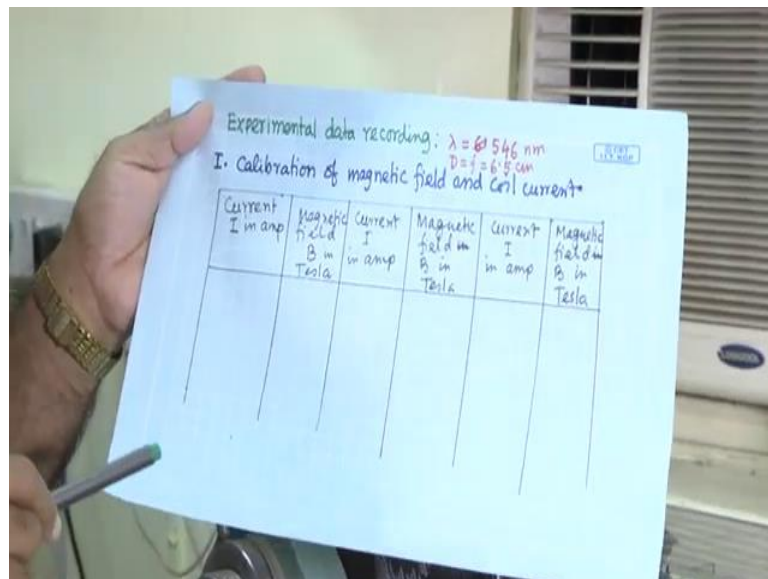 Experimental data recording: λ = 546 nm
D = f = 6.5 cm
I. Calibration of magnetic field and coil current
Current I in amp
Magnetic field B in Tesla
Current I in amp
Magnetic field B in Tesla
Current I in amp
Magnetic field B in Tesla